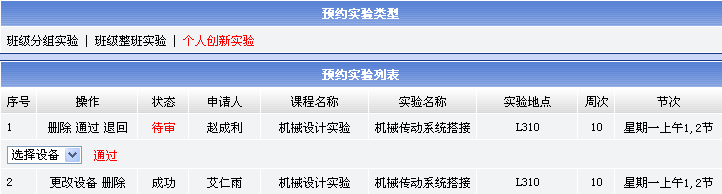 预约实验类型
班级分组实验 | 班级整班实验 | 个人创新实验
预约实验列表
序号 操作 状态 申请人 课程名称 实验名称 实验地点 周次 节次
1 删除 通过 退回 待审 赵成利 机械设计实验 机械传动系统搭接 L310 10 星期一上午1,2节
选择设备 通过
2 更改设备 删除 成功 艾仁雨 机械设计实验 机械传动系统搭接 L310 10 星期一上午1,2节